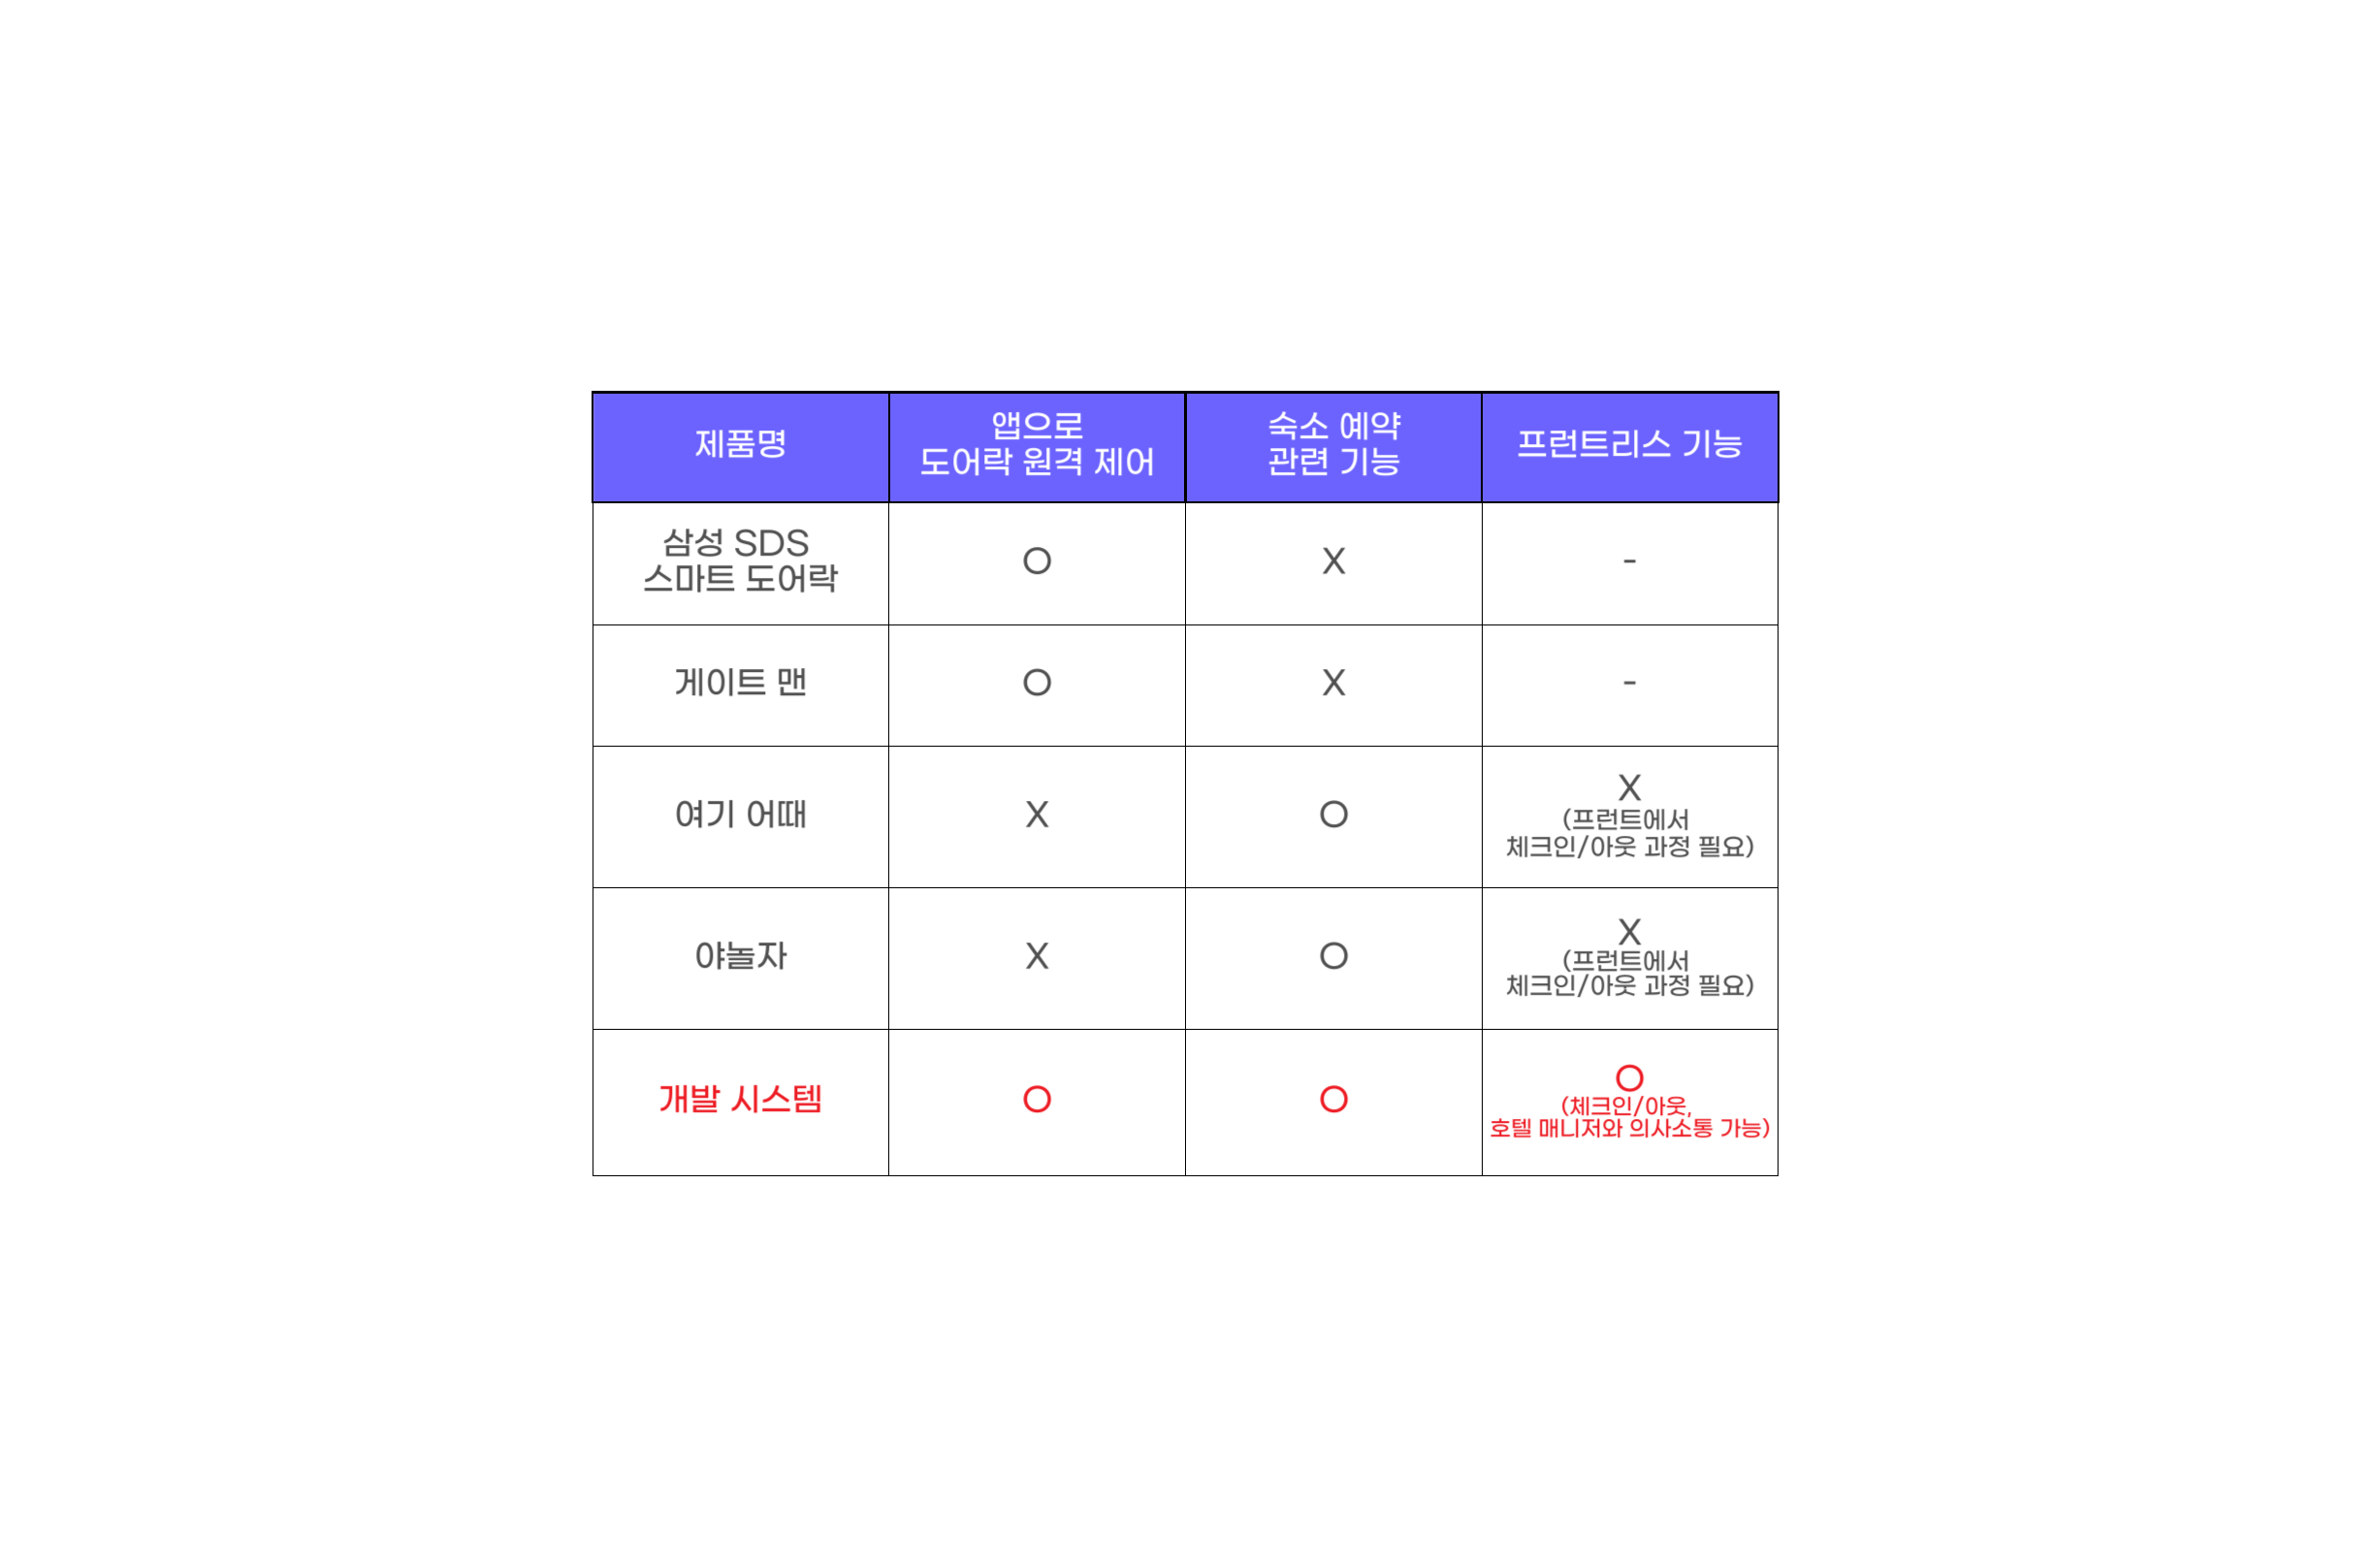 제품명
앱으로
도어락 원격 제어
숙소 예약
관련 기능
프런트리스 기능
삼성 SDS
스마트 도어락
O
X
-
게이트 맨
O
X
-
여기 어때
X
O
X
(프런트에서
체크인/아웃 과정 필요)
야놀자
X
O
X
(프런트에서
체크인/아웃 과정 필요)
개발 시스템
O
O
O
(체크인/아웃,
호텔 매니저와 의사소통 가능)